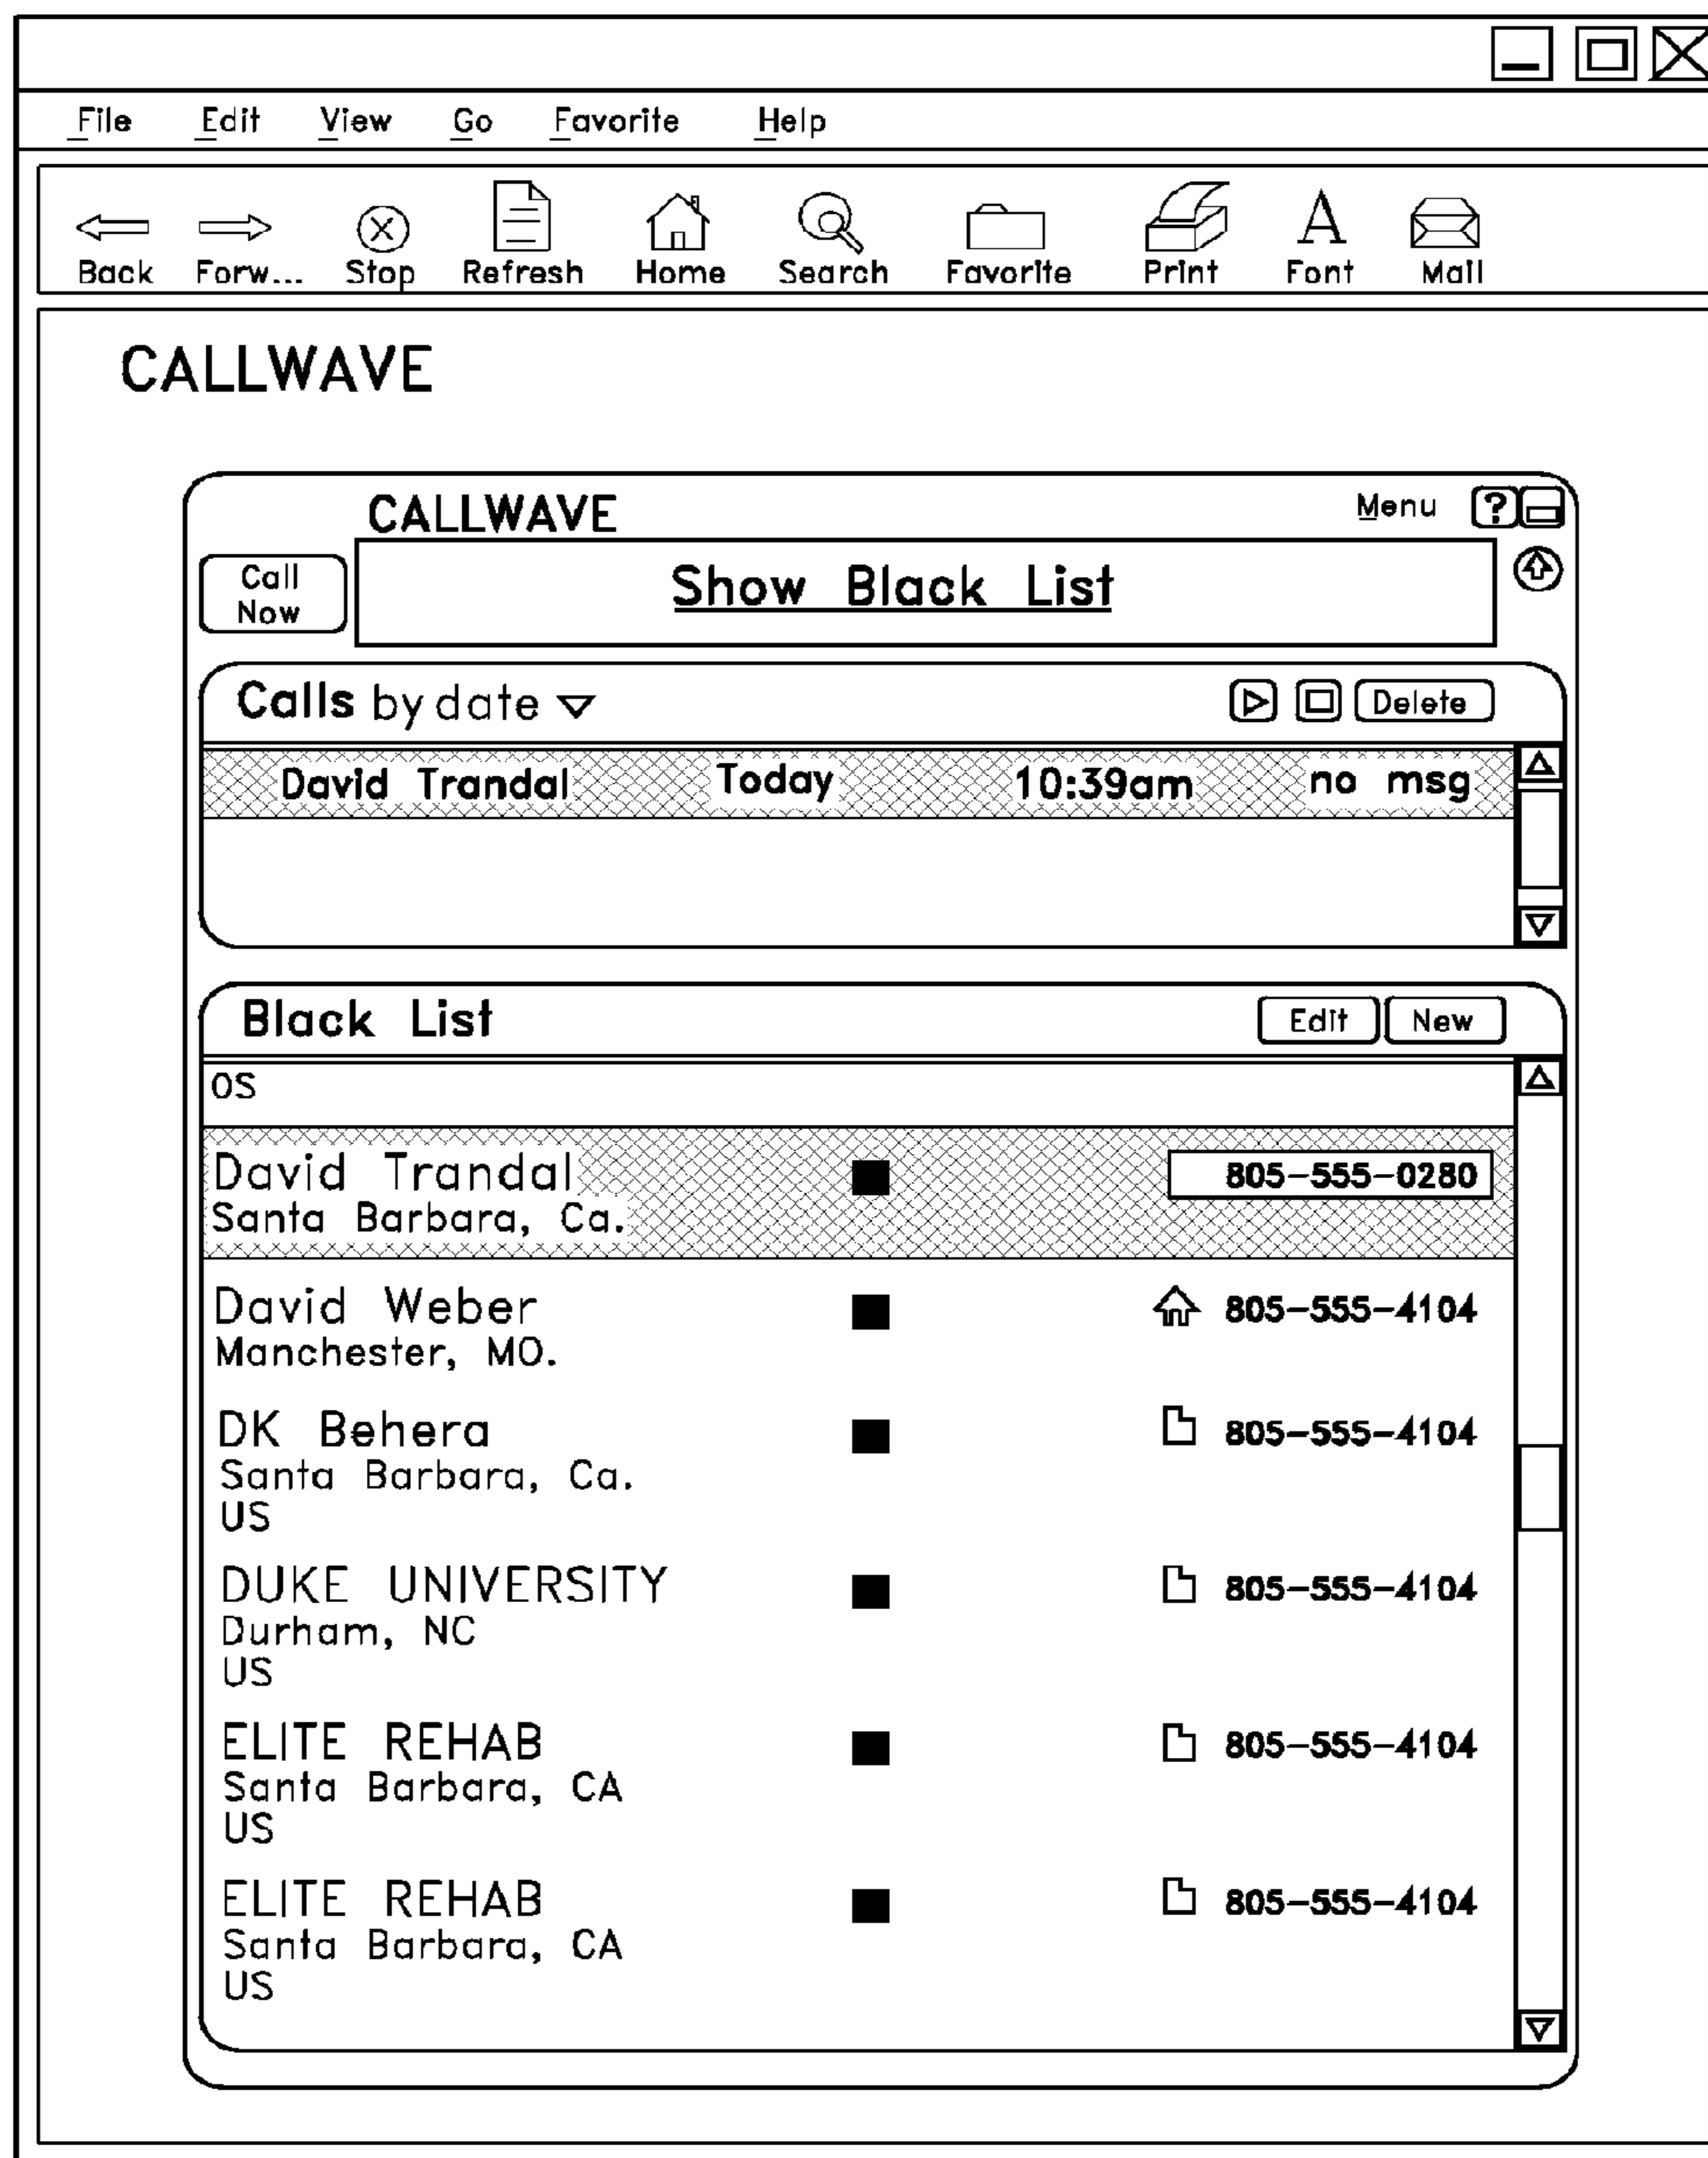 File Edit View Go Favorite Help
Back Forw... Stop Refresh Home Search Favorite Print Font Mail
CALLWAVE
CALLWAVE Menu ?
Call
Now
Show Black List
Calls by date Delete
David Trandal Today 10:39am no msg
Black List Edit New
OS
David Trandal 805-555-0280
Santa Barbara, Ca.
David Weber 805-555-4104
Manchester, MO.
DK Behera 805-555-4104
Santa Barbara, Ca.
US
DUKE UNIVERSITY 805-555-4104
Durham, NC
US
ELITE REHAB 805-555-4104
Santa Barbara, CA
US
ELITE REHAB 805-555-4104
Santa Barbara, CA
US